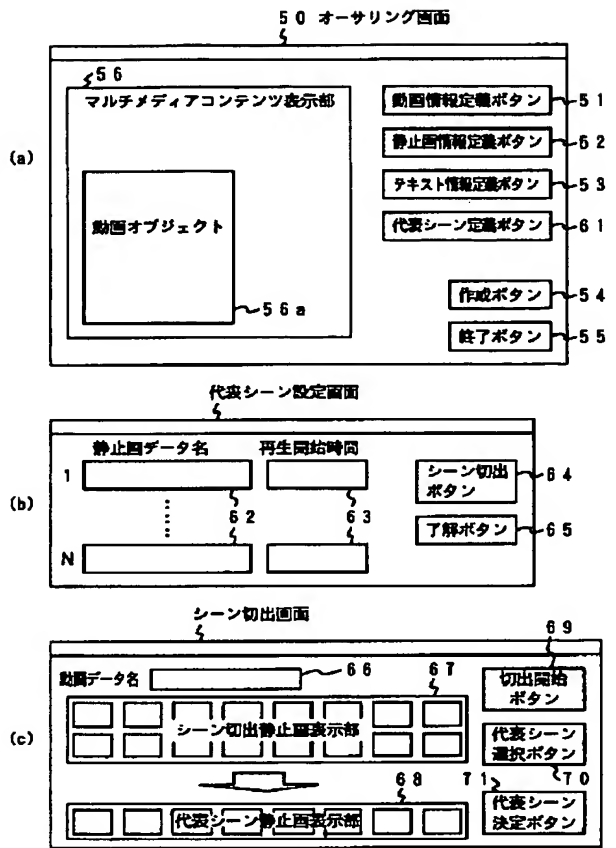 50 オーサリング画面
(a)
56
マルチメディアコンテンツ表示部
動画オブジェクト
56a
動画情報定義ボタン 51
静止画情報定義ボタン 52
テキスト情報定義ボタン 53
代表シーン定義ボタン 61
作成ボタン 54
終了ボタン 55
代表シーン設定画面
(b)
静止画データ名 再生開始時間
1
62 63
N
シーン切出
ボタン
64
了解ボタン 65
シーン切出画面
(c)
動画データ名 66
67
シーン切出静止画表示部
68
代表シーン静止画表示部
69
切出開始
ボタン
代表シーン
選択ボタン
71 70
代表シーン
決定ボタン